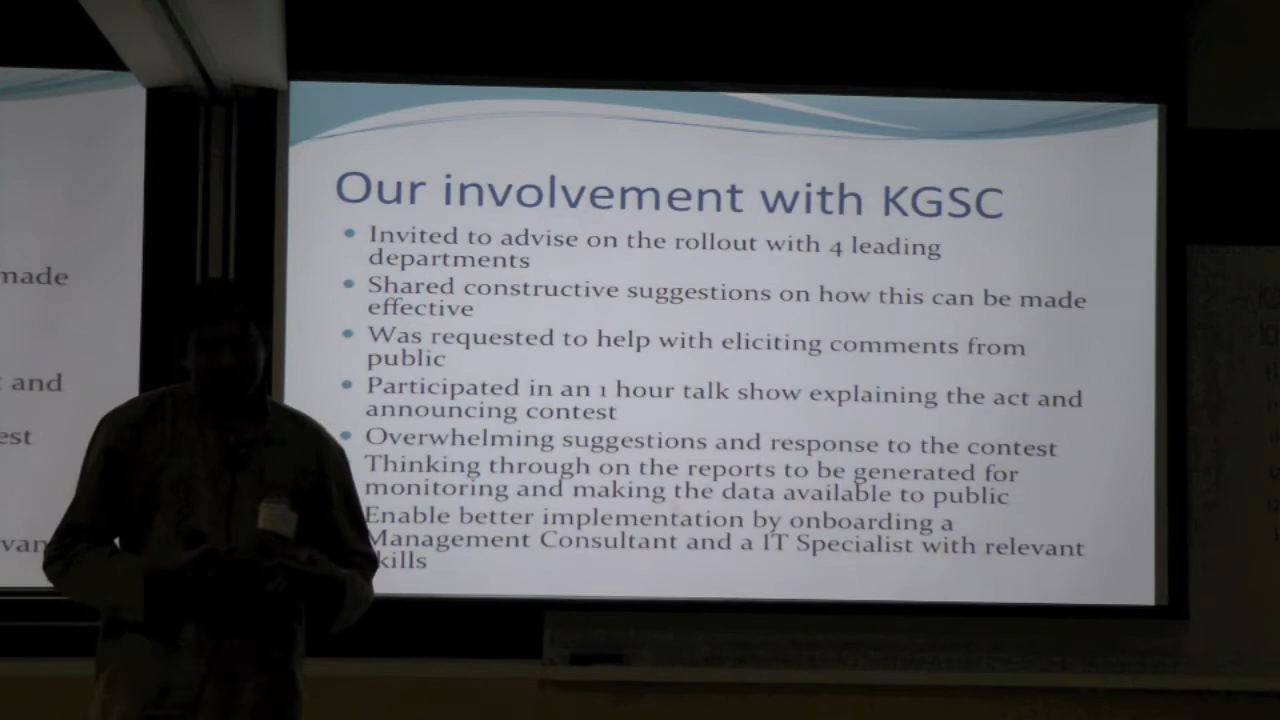 Our involvement with KGSC
Invited to advise on the rollout with 4 leading
departments
Shared constructive suggestions on how this can be made
effective
Was requested to help with eliciting comments from
public
Participated in an 1 hour talk show explaining the act and
announcing contest
Overwhelming suggestions and response to the contest
Thinking through on the reports to be generated for
monitoring and making the data available to public
Enable better implementation by onboarding a
Management Consultant and a IT Specialist with relevant
kills
made
and